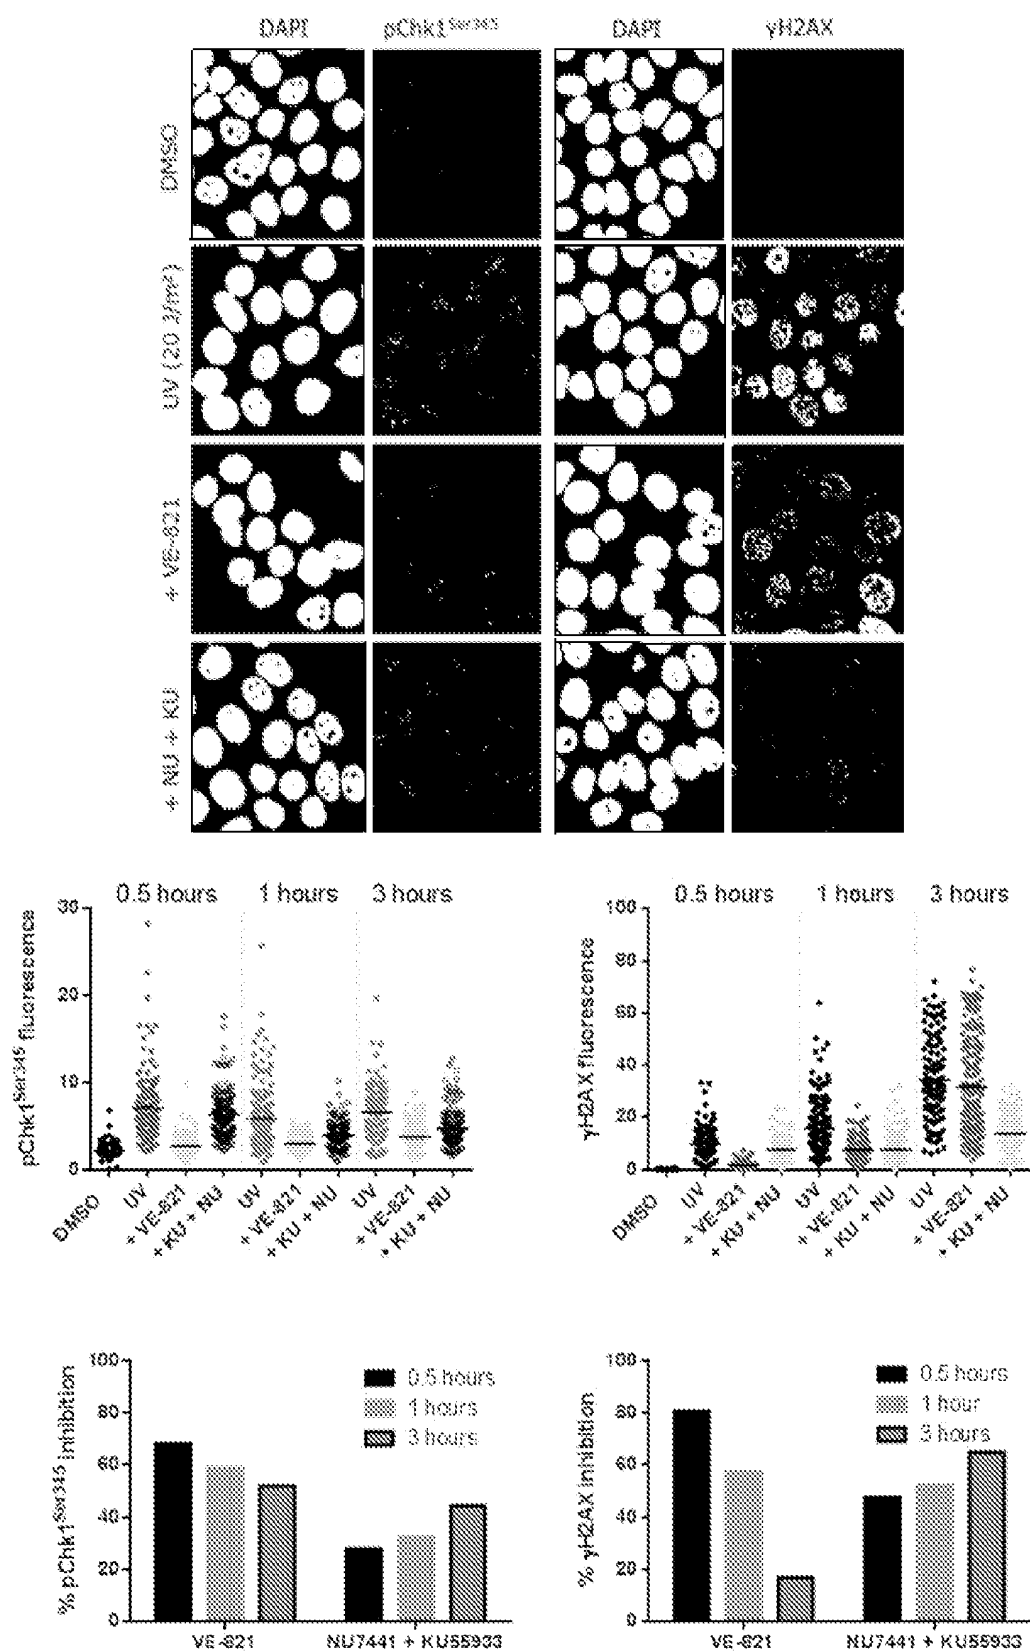 DAPI pChk1Ser345 DAPI γH2AX
DMSO
UV (20 J/m²)
+ VE-821
+ NU + KU
0.5 hours 1 hours 3 hours
pChk1Ser345 fluorescence
30
20
10
0
DMSO
UV
+ VE-821
+ KU + NU
UV
+ VE-821
+ KU + NU
UV
+ VE-821
+ KU + NU
0.5 hours 1 hours 3 hours
γH2AX fluorescence
100
80
60
40
20
0
DMSO
UV
+ VE-821
+ KU + NU
UV
+ VE-821
+ KU + NU
UV
+ VE-821
+ KU + NU
% pChk1Ser345 inhibition
100
80
60
40
20
0
0.5 hours
1 hours
3 hours
VE-821 NU7441 + KU55933
% γH2AX inhibition
100
80
60
40
20
0
0.5 hours
1 hour
3 hours
VE-821 NU7441 + KU55933